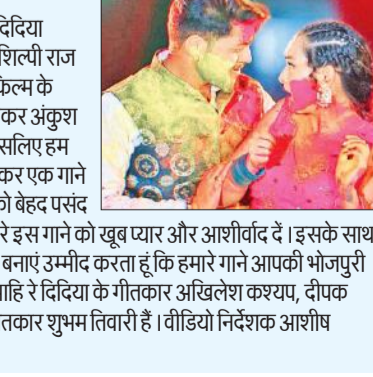 दिदिया
शिल्पी राज
फिल्म के
कर अंकुश
सलिए हम
कर एक गाने
को बेहद पसंद
रे इस गाने को खूब प्यार और आशीर्वाद दें । इसके साथ
बनाएं उम्मीद करता हूं कि हमारे गाने आपकी भोजपुरी
ाहि रे दिदिया के गीतकार अखिलेश कश्यप, दीपक
तकार शुभम तिवारी हैं । वीडियो निर्देशक आशीष